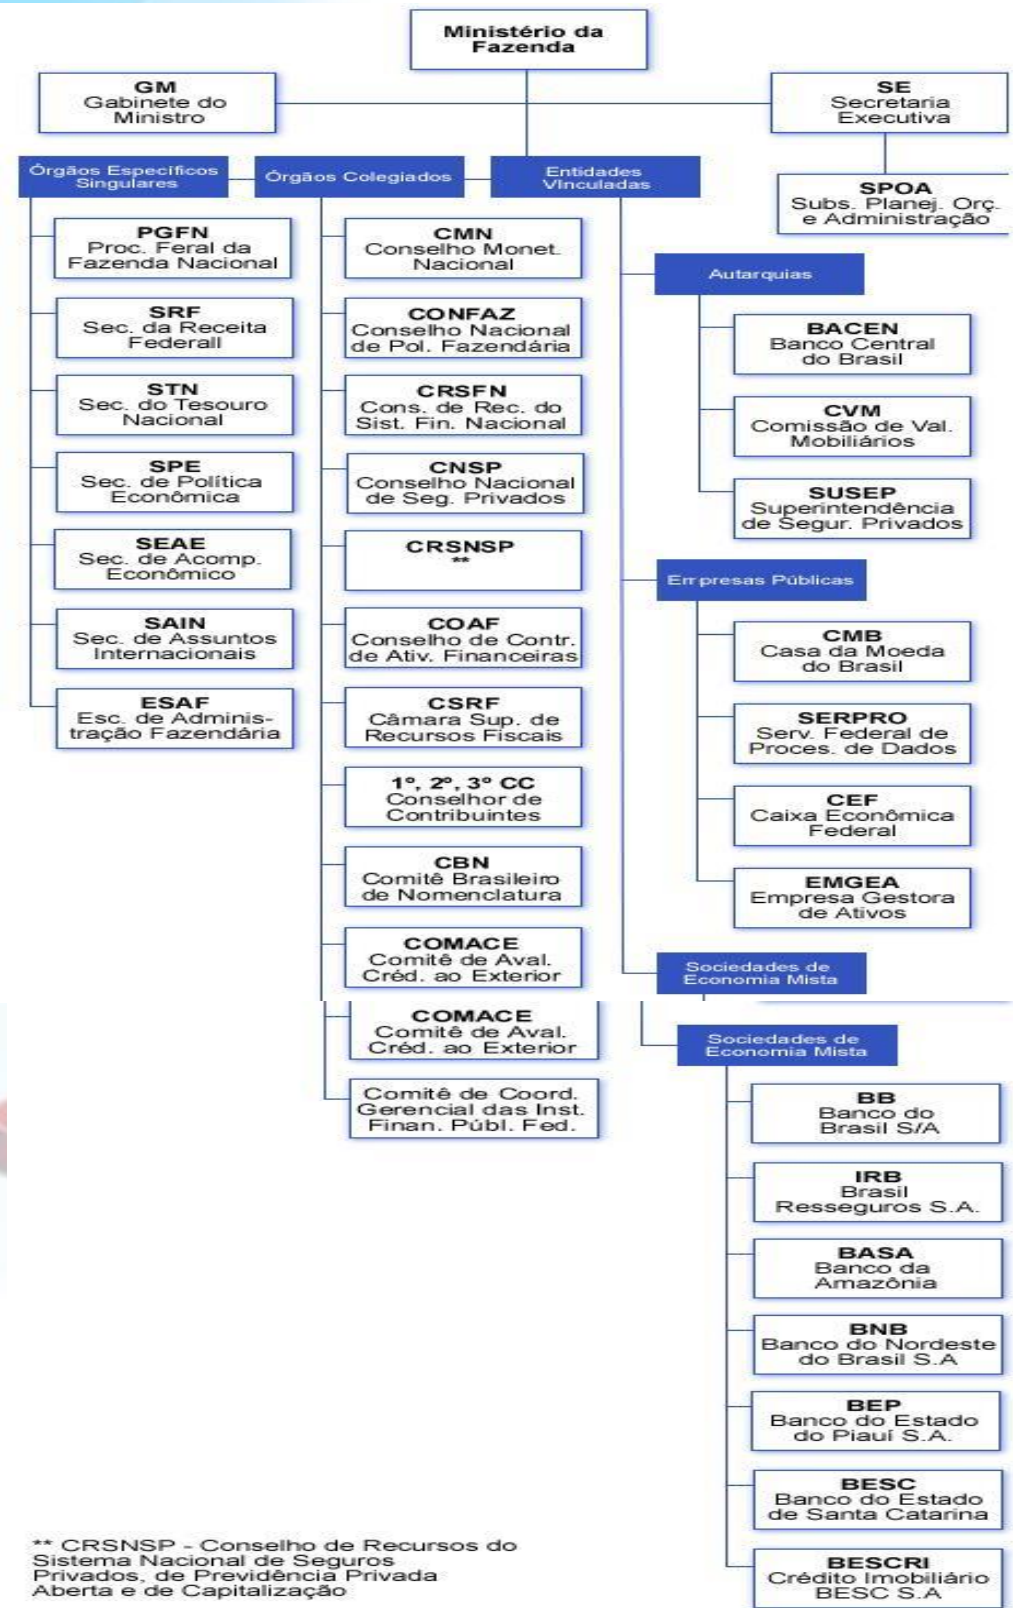 Ministério da
Fazenda
GM
Gabinete do
Ministro
SE
Secretaria
Executiva
SPOA
Subs. Planej. Orç.
e Administração
Órgãos Específicos
Singulares
PGFN
Proc. Feral da
Fazenda Nacional
SRF
Sec. da Receita
Federall
STN
Sec. do Tesouro
Nacional
SPE
Sec. de Política
Econômica
SEAE
Sec. de Acomp.
Econômico
SAIN
Sec. de Assuntos
Internacionais
ESAF
Esc. de Adminis-
tração Fazendária
Órgãos Colegiados
CMN
Conselho Monet.
Nacional
CONFAZ
Conselho Nacional
de Pol. Fazendária
CRSFN
Cons. de Rec. do
Sist. Fin. Nacional
CNSP
Conselho Nacional
de Seg. Privados
CRSNSP
**
COAF
Conselho de Contr.
de Ativ. Financeiras
CSRF
Câmara Sup. de
Recursos Fiscais
1º, 2º, 3º CC
Conselhor de
Contribuintes
CBN
Comitê Brasileiro
de Nomenclatura
COMACE
Comitê de Aval.
Créd. ao Exterior
COMACE
Comitê de Aval.
Créd. ao Exterior
Comitê de Coord.
Gerencial das Inst.
Finan. Públ. Fed.
Entidades
VInculadas
Autarquias
BACEN
Banco Central
do Brasil
CVM
Comissão de Val.
Mobiliários
SUSEP
Superintendência
de Segur. Privados
Empresas Públicas
CMB
Casa da Moeda
do Brasil
SERPRO
Serv. Federal de
Proces. de Dados
CEF
Caixa Econômica
Federal
EMGEA
Empresa Gestora
de Ativos
Sociedades de
Economia Mista
Sociedades de
Economia Mista
BB
Banco do
Brasil S/A
IRB
Brasil
Resseguros S.A.
BASA
Banco da
Amazônia
BNB
Banco do Nordeste
do Brasil S.A
BEP
Banco do Estado
do Piauí S.A.
BESC
Banco do Estado
de Santa Catarina
BESCRI
Crédito Imobiliário
BESC S.A
** CRSNSP - Conselho de Recursos do
Sistema Nacional de Seguros
Privados, de Previdência Privada
Aberta e de Capitalização